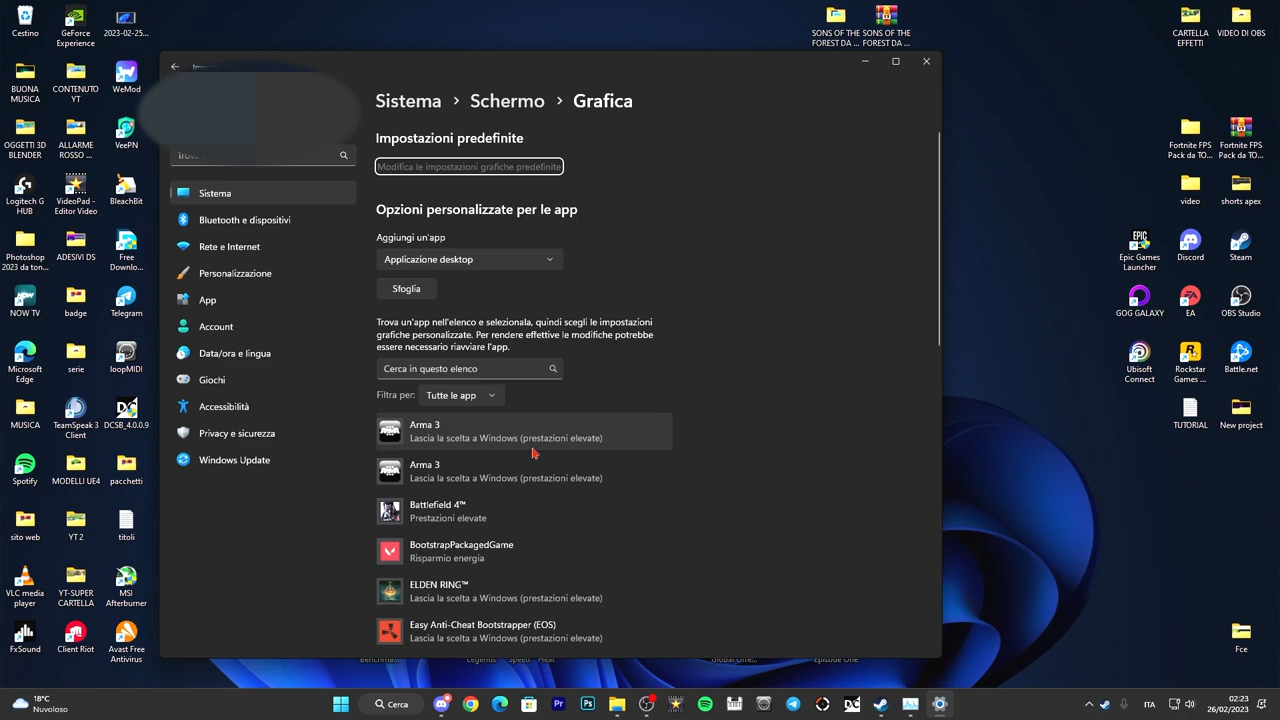 Cestino
GeForce
Experience
2023-02-25...
SONS OF THE
FOREST DA ...
SONS OF THE
FOREST DA ...
CARTELLA
EFFETTI
VIDEO DI OBS
BUONA
MUSICA
CONTENUTO
YT
WeMod
OGGETTI 3D
BLENDER
ALLARME
ROSSO ...
VeePN
Logitech G
HUB
VideoPad -
Editor Video
BleachBit
Photoshop
2023 da ton...
ADESIVI DS
Free
Downlo...
NOW TV
badge
Telegram
Microsoft
Edge
serie
loopMIDI
MUSICA
TeamSpeak 3
Client
DCSB_4.0.0.9
Spotify
MODELLI UE4
pacchetti
sito web
YT 2
titoli
VLC media
player
YT-SUPER
CARTELLA
MSI
Afterburner
FxSound
Client Riot
Avast Free
Antivirus
Sistema
Bluetooth e dispositivi
Rete e Internet
Personalizzazione
App
Account
Data/ora e lingua
Giochi
Accessibilità
Privacy e sicurezza
Windows Update
Sistema > Schermo > Grafica
Impostazioni predefinite
Modifica le impostazioni grafiche predefinite
Opzioni personalizzate per le app
Aggiungi un'app
Applicazione desktop
Sfoglia
Trova un'app nell'elenco e selezionala, quindi scegli le impostazioni
grafiche personalizzate. Per rendere effettive le modifiche potrebbe
essere necessario riavviare l'app.
Cerca in questo elenco
Filtra per: Tutte le app
Arma 3
Lascia la scelta a Windows (prestazioni elevate)
Arma 3
Lascia la scelta a Windows (prestazioni elevate)
Battlefield 4™
Prestazioni elevate
BootstrapPackagedGame
Risparmio energia
ELDEN RING™
Lascia la scelta a Windows (prestazioni elevate)
Easy Anti-Cheat Bootstrapper (EOS)
Lascia la scelta a Windows (prestazioni elevate)
Fortnite FPS
Pack da TO...
Fortnite FPS
Pack da TO...
video
shorts apex
Epic Games
Launcher
Discord
Steam
GOG GALAXY
EA
OBS Studio
Ubisoft
Connect
Rockstar
Games ...
Battle.net
TUTORIAL
New project
Fce
18°C
Nuvoloso
Cerca
ITA
02:23
26/02/2023